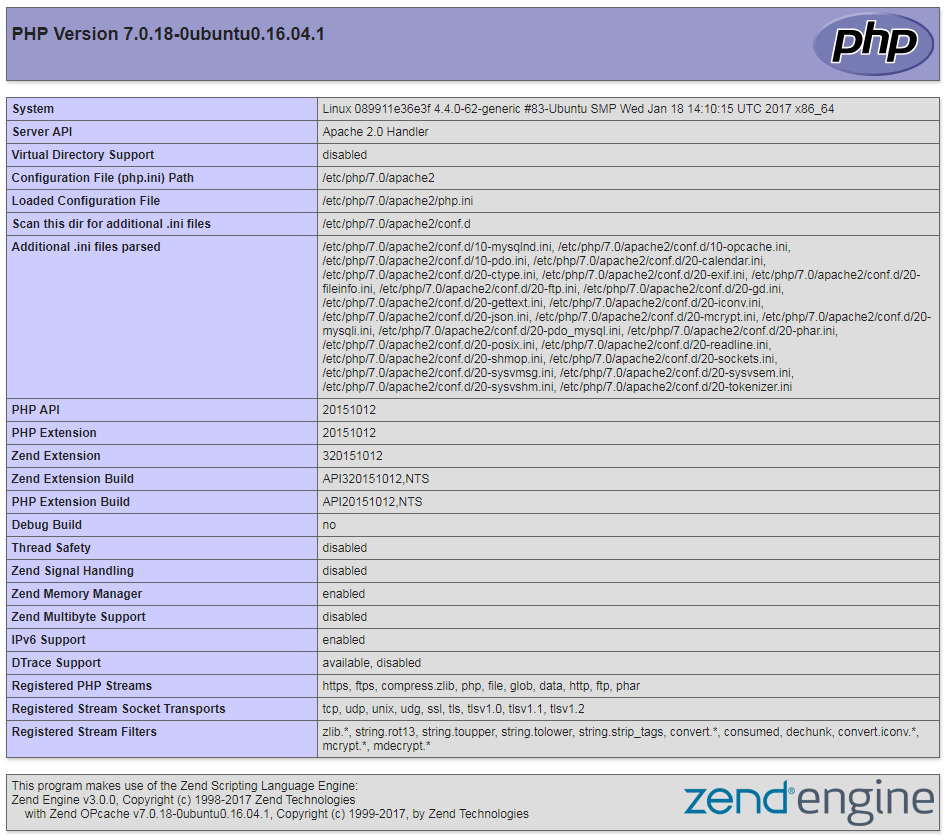 PHP Version 7.0.18-0ubuntu0.16.04.1
php
System Linux 089911e36e3f 4.4.0-62-generic #83-Ubuntu SMP Wed Jan 18 14:10:15 UTC 2017 x86_64
Server API Apache 2.0 Handler
Virtual Directory Support disabled
Configuration File (php.ini) Path /etc/php/7.0/apache2
Loaded Configuration File /etc/php/7.0/apache2/php.ini
Scan this dir for additional .ini files /etc/php/7.0/apache2/conf.d
Additional .ini files parsed /etc/php/7.0/apache2/conf.d/10-mysqlnd.ini, /etc/php/7.0/apache2/conf.d/10-opcache.ini,
/etc/php/7.0/apache2/conf.d/10-pdo.ini, /etc/php/7.0/apache2/conf.d/20-calendar.ini,
/etc/php/7.0/apache2/conf.d/20-ctype.ini, /etc/php/7.0/apache2/conf.d/20-exif.ini, /etc/php/7.0/apache2/conf.d/20-
fileinfo.ini, /etc/php/7.0/apache2/conf.d/20-ftp.ini, /etc/php/7.0/apache2/conf.d/20-gd.ini,
/etc/php/7.0/apache2/conf.d/20-gettext.ini, /etc/php/7.0/apache2/conf.d/20-iconv.ini,
/etc/php/7.0/apache2/conf.d/20-json.ini, /etc/php/7.0/apache2/conf.d/20-mcrypt.ini, /etc/php/7.0/apache2/conf.d/20-
mysqli.ini, /etc/php/7.0/apache2/conf.d/20-pdo_mysql.ini, /etc/php/7.0/apache2/conf.d/20-phar.ini,
/etc/php/7.0/apache2/conf.d/20-posix.ini, /etc/php/7.0/apache2/conf.d/20-readline.ini,
/etc/php/7.0/apache2/conf.d/20-shmop.ini, /etc/php/7.0/apache2/conf.d/20-sockets.ini,
/etc/php/7.0/apache2/conf.d/20-sysvmsg.ini, /etc/php/7.0/apache2/conf.d/20-sysvsem.ini,
/etc/php/7.0/apache2/conf.d/20-sysvshm.ini, /etc/php/7.0/apache2/conf.d/20-tokenizer.ini
PHP API 20151012
PHP Extension 20151012
Zend Extension 320151012
Zend Extension Build API320151012,NTS
PHP Extension Build API20151012,NTS
Debug Build no
Thread Safety disabled
Zend Signal Handling disabled
Zend Memory Manager enabled
Zend Multibyte Support disabled
IPv6 Support enabled
DTrace Support available, disabled
Registered PHP Streams https, ftps, compress.zlib, php, file, glob, data, http, ftp, phar
Registered Stream Socket Transports tcp, udp, unix, udg, ssl, tls, tlsv1.0, tlsv1.1, tlsv1.2
Registered Stream Filters zlib.*, string.rot13, string.toupper, string.tolower, string.strip_tags, convert.*, consumed, dechunk, convert.iconv.*,
mcrypt.*, mdecrypt.*
This program makes use of the Zend Scripting Language Engine:
Zend Engine v3.0.0, Copyright (c) 1998-2017 Zend Technologies
with Zend OPcache v7.0.18-0ubuntu0.16.04.1, Copyright (c) 1999-2017, by Zend Technologies
zend® engine